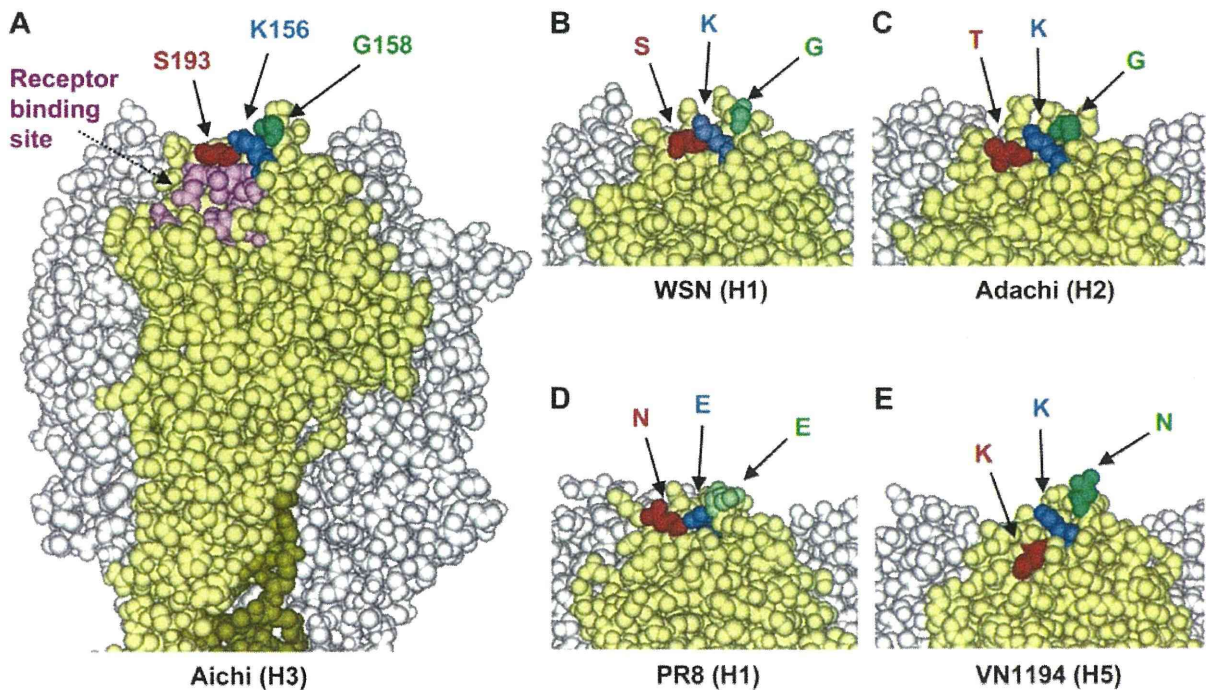 A
K156
G158
S193
Receptor
binding
site
Aichi (H3)
B
S
K
G
WSN (H1)
C
T
K
G
Adachi (H2)
D
N
E
E
PR8 (H1)
E
K
K
N
VN1194 (H5)